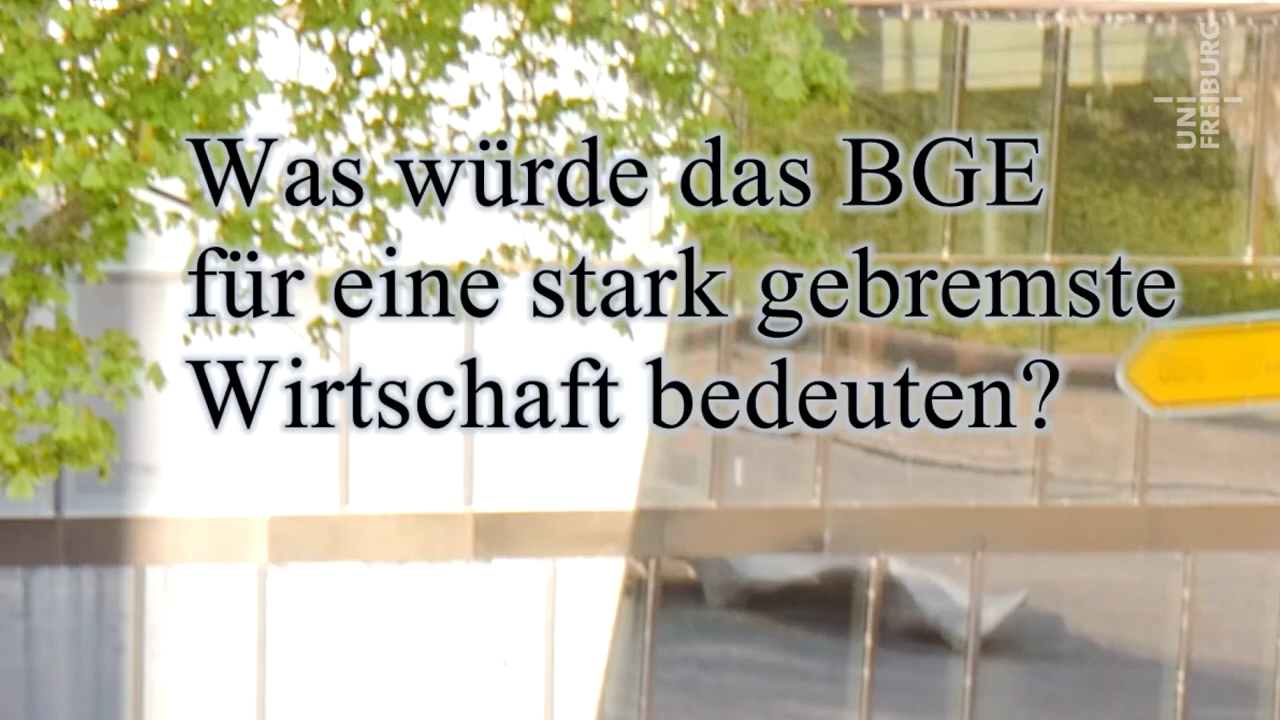 Was würde das BGE
für eine stark gebremste
Wirtschaft bedeuten?
UNI
FREIBURG